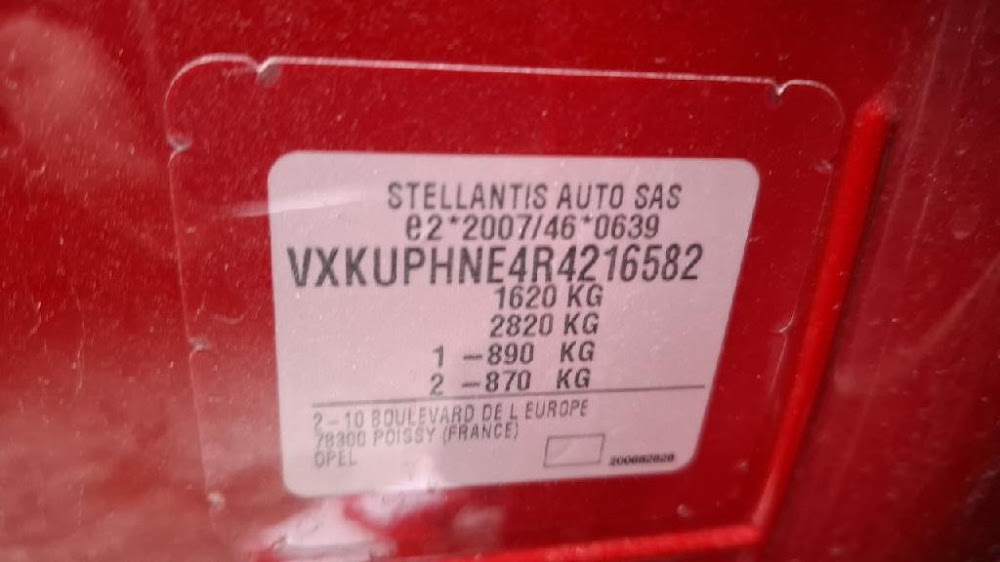 STELLANTIS AUTO SAS
e2*2007/46*0639
VXKUPHNE4R4216582
1620 KG
2820 KG
1 -890 KG
2 -870 KG
2-10 BOULEVARD DE L EUROPE
78300 POISSY (FRANCE)
OPEL